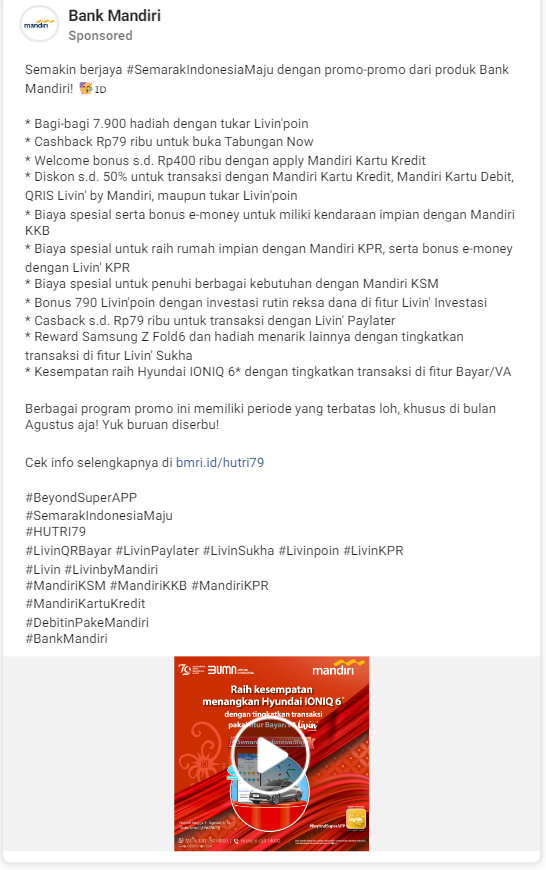 mandiri
Bank Mandiri
Sponsored
Semakin berjaya #SemarakIndonesiaMaju dengan promo-promo dari produk Bank
Mandiri! 🥳 ID
* Bagi-bagi 7.900 hadiah dengan tukar Livin'poin
* Cashback Rp79 ribu untuk buka Tabungan Now
* Welcome bonus s.d. Rp400 ribu dengan apply Mandiri Kartu Kredit
* Diskon s.d. 50% untuk transaksi dengan Mandiri Kartu Kredit, Mandiri Kartu Debit,
QRIS Livin' by Mandiri, maupun tukar Livin'poin
* Biaya spesial serta bonus e-money untuk miliki kendaraan impian dengan Mandiri
KKB
* Biaya spesial untuk raih rumah impian dengan Mandiri KPR, serta bonus e-money
dengan Livin' KPR
* Biaya spesial untuk penuhi berbagai kebutuhan dengan Mandiri KSM
* Bonus 790 Livin'poin dengan investasi rutin reksa dana di fitur Livin' Investasi
* Casback s.d. Rp79 ribu untuk transaksi dengan Livin' Paylater
* Reward Samsung Z Fold6 dan hadiah menarik lainnya dengan tingkatkan
transaksi di fitur Livin' Sukha
* Kesempatan raih Hyundai IONIQ 6* dengan tingkatkan transaksi di fitur Bayar/VA
Berbagai program promo ini memiliki periode yang terbatas loh, khusus di bulan
Agustus aja! Yuk buruan diserbu!
Cek info selengkapnya di bmri.id/hutri79
#BeyondSuperAPP
#SemarakIndonesiaMaju
#HUTRI79
#LivinQRBayar #LivinPaylater #LivinSukha #Livinpoin #LivinKPR
#Livin #LivinbyMandiri
#MandiriKSM #MandiriKKB #MandiriKPR
#MandiriKartuKredit
#DebitinPakeMandiri
#BankMandiri
79 BUMN mandiri
Raih kesempatan
menangkan Hyundai IONIQ 6*
dengan tingkatkan transaksi
pakai fitur Bayar/VA livin'
#BeyondSuperAPP